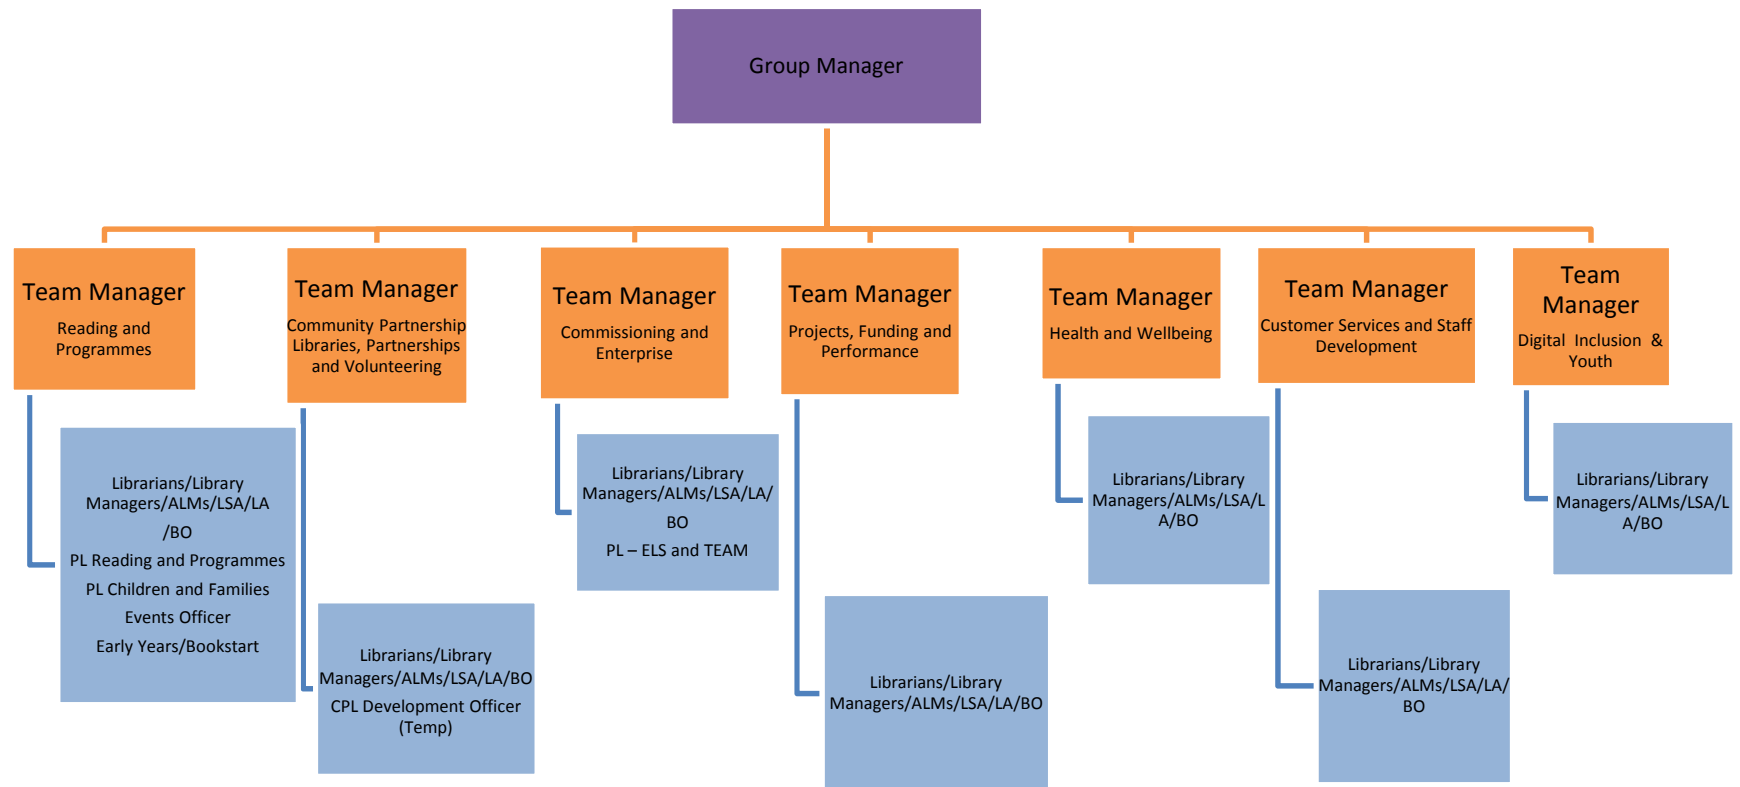 Group Manager
Team Manager
Reading and
Programmes
Team Manager
Community Partnership
Libraries, Partnerships
and Volunteering
Team Manager
Commissioning and
Enterprise
Team Manager
Projects, Funding and
Performance
Team Manager
Health and Wellbeing
Team Manager
Customer Services and Staff
Development
Team
Manager
Digital Inclusion &
Youth
Librarians/Library
Managers/ALMs/LSA/LA
/BO
PL Reading and Programmes
PL Children and Families
Events Officer
Early Years/Bookstart
Librarians/Library
Managers/ALMs/LSA/LA/BO
CPL Development Officer
(Temp)
Librarians/Library
Managers/ALMs/LSA/LA/
BO
PL – ELS and TEAM
Librarians/Library
Managers/ALMs/LSA/LA/BO
Librarians/Library
Managers/ALMs/LSA/L
A/BO
Librarians/Library
Managers/ALMs/LSA/LA/
BO
Librarians/Library
Managers/ALMs/LSA/L
A/BO